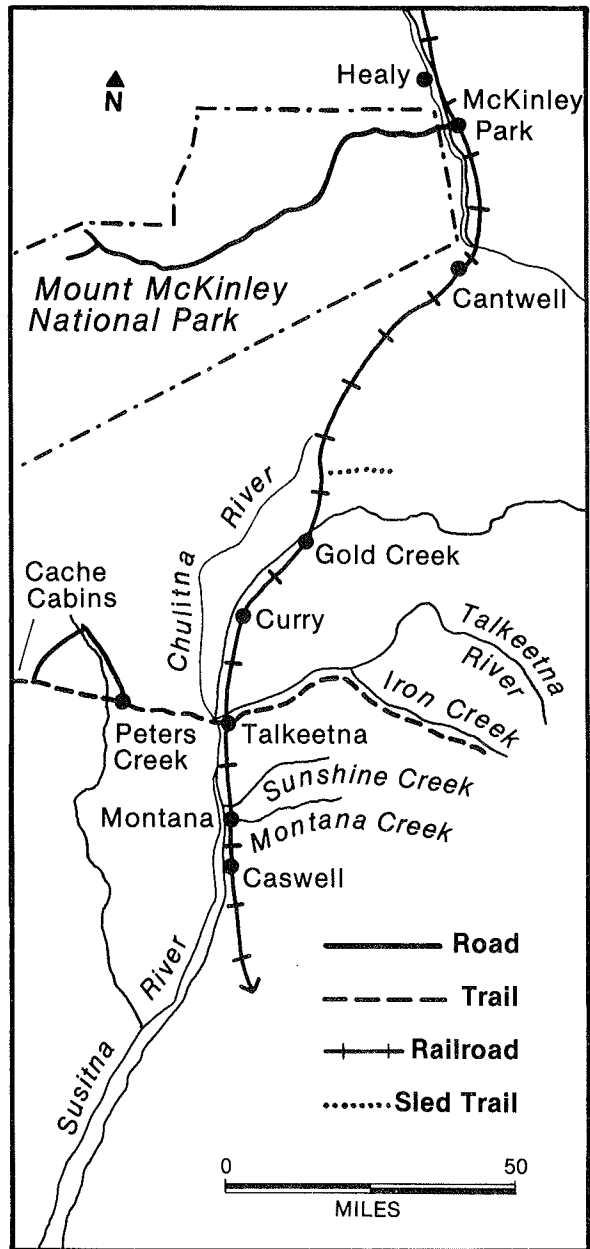 N
Healy
McKinley
Park
Mount McKinley
National Park
Cantwell
Chulitna
River
Gold Creek
Cache
Cabins
Curry
Talkeetna
River
Iron Creek
Peters
Creek
Talkeetna
Sunshine Creek
Montana
Montana Creek
Caswell
Susitna
River
Road
Trail
Railroad
Sled Trail
0 50
MILES